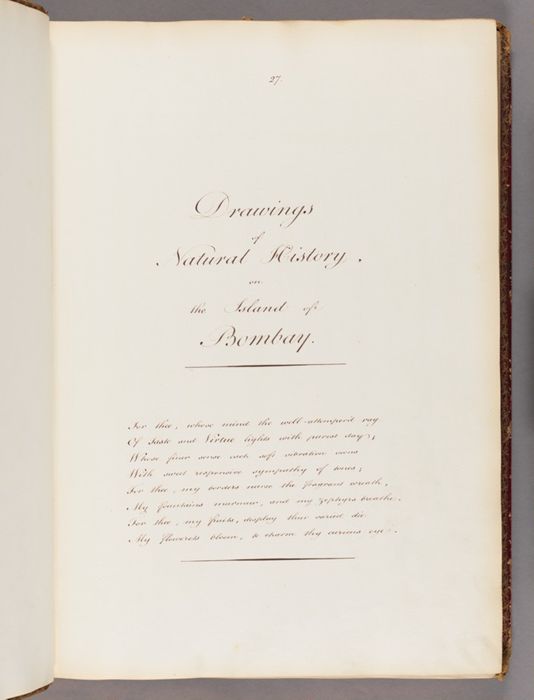 27.
Drawings
of
Natural History.
on
the Island of
Bombay.
For thee, whose mind the well-attemper'd ray
Of Taste and Virtue lights with purest day;
Whose finer sense each soft vibration owns
With sweet responsive sympathy of tones;
For thee, my borders nurse the fragrant wreath,
My fountains murmur, and my zephyrs breathe.
For thee, my fruits, display their varied die
My flowerets bloom, to charm thy curious eye.